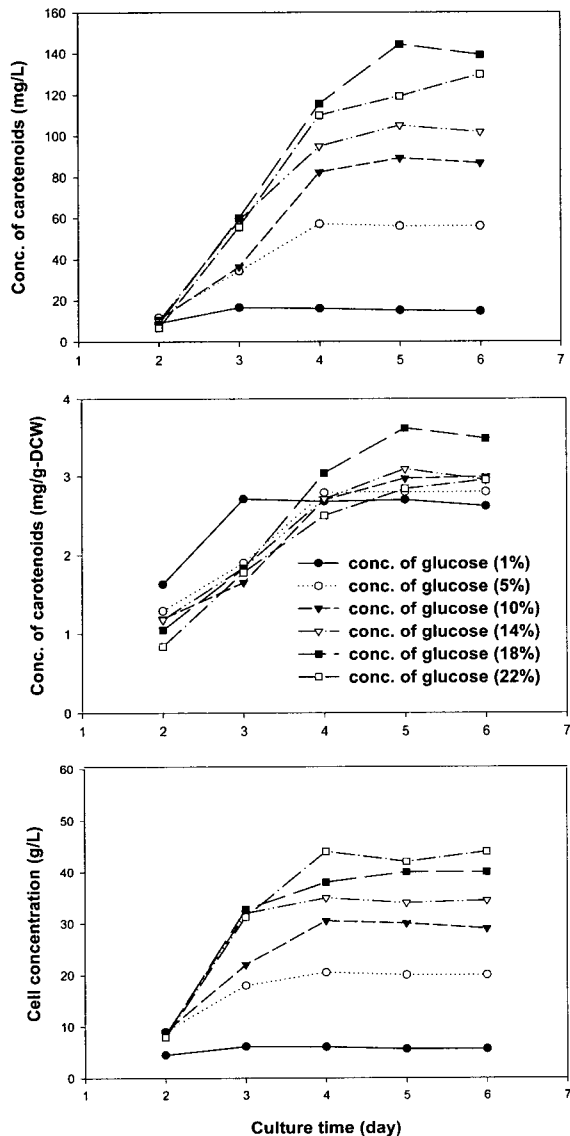 160
140
120
100
80
60
40
20
0
Conc. of carotenoids (mg/L)
1 2 3 4 5 6 7
4
3
2
1
0
Conc. of carotenoids (mg/g-DCW)
conc. of glucose (1%)
conc. of glucose (5%)
conc. of glucose (10%)
conc. of glucose (14%)
conc. of glucose (18%)
conc. of glucose (22%)
1 2 3 4 5 6 7
60
50
40
30
20
10
0
Cell concentration (g/L)
1 2 3 4 5 6 7
Culture time (day)